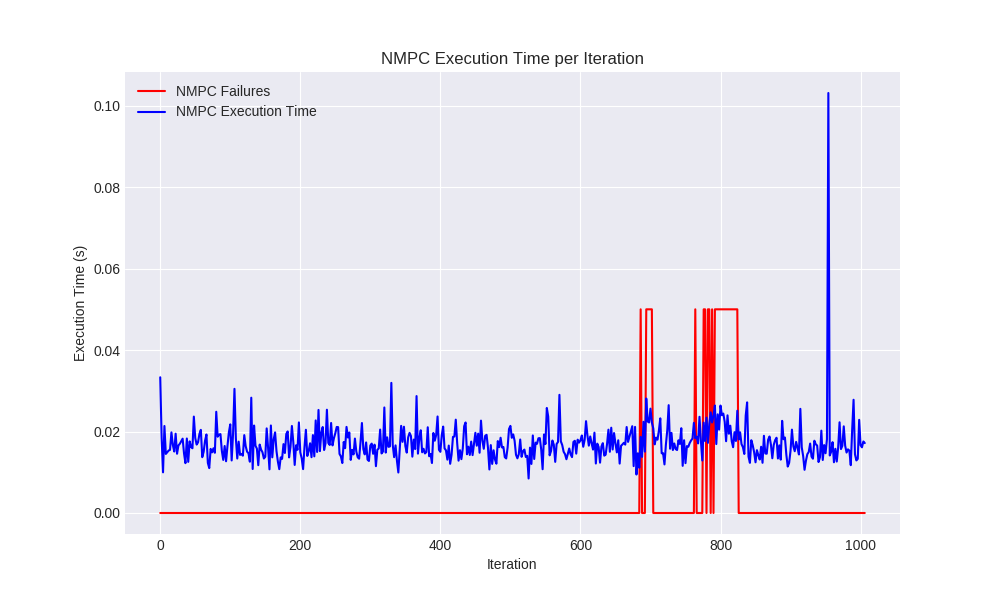 NMPC Execution Time per Iteration
NMPC Failures
NMPC Execution Time
0.10
0.08
0.06
0.04
0.02
0.00
Execution Time (s)
0 200 400 600 800 1000
Iteration